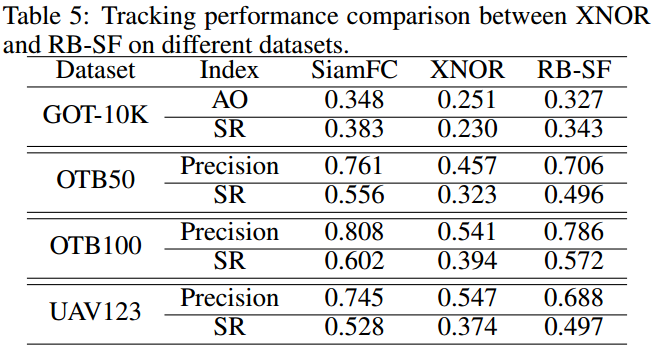 Table 5: Tracking performance comparison between XNOR
and RB-SF on different datasets.
Dataset Index SiamFC XNOR RB-SF
GOT-10K AO 0.348 0.251 0.327
SR 0.383 0.230 0.343
OTB50 Precision 0.761 0.457 0.706
SR 0.556 0.323 0.496
OTB100 Precision 0.808 0.541 0.786
SR 0.602 0.394 0.572
UAV123 Precision 0.745 0.547 0.688
SR 0.528 0.374 0.497